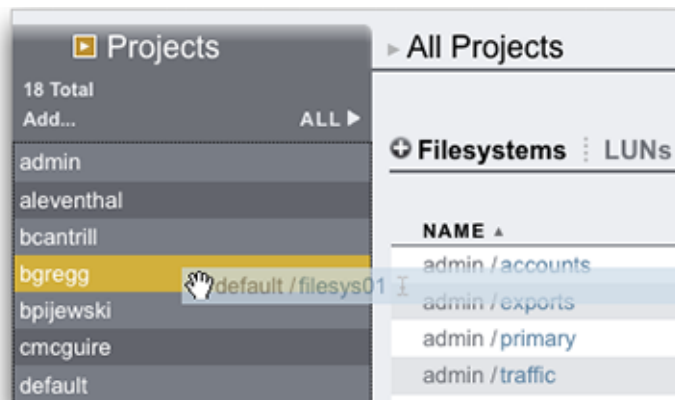 Projects
18 Total
Add... ALL
admin
aleventhal
bcantrill
bgregg
bpijewski
cmcguire
default
default / filesys01
All Projects
Filesystems LUNs
NAME
admin / accounts
admin / exports
admin / primary
admin / traffic